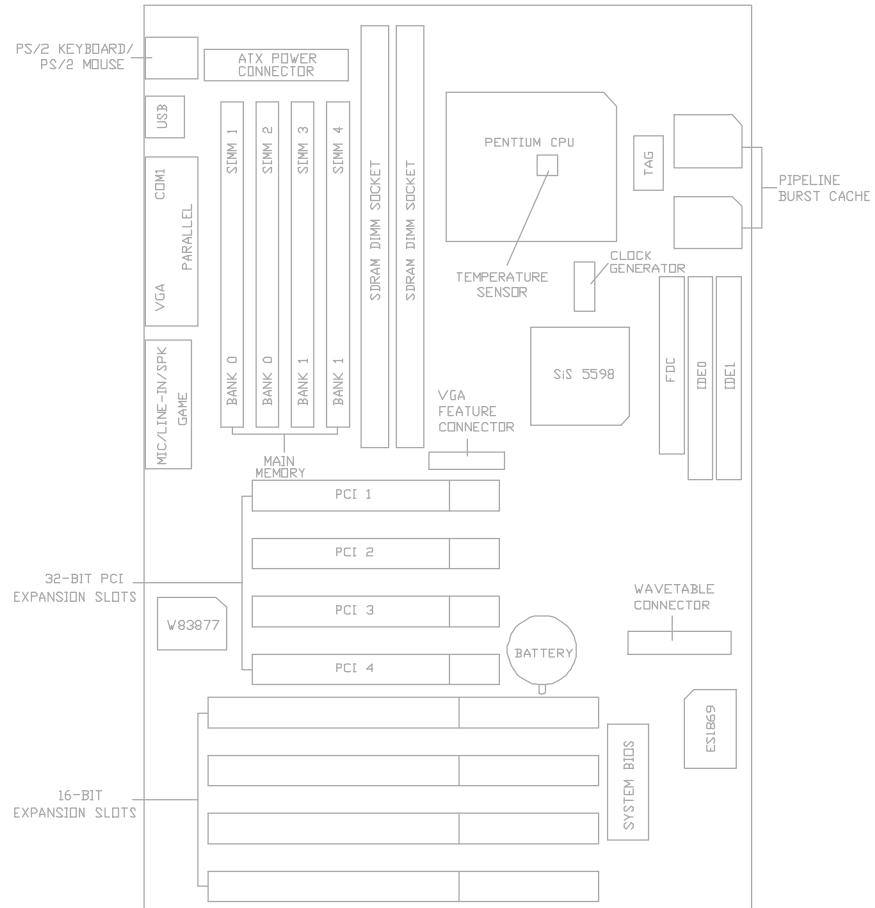 PS/2 KEYBOARD/
PS/2 MOUSE
ATX POWER
CONNECTOR
USB
COM1
PARALLEL
VGA
MIC/LINE-IN/SPK
GAME
SIMM 1
SIMM 2
SIMM 3
SIMM 4
BANK 0
BANK 0
BANK 1
BANK 1
MAIN
MEMORY
SDRAM DIMM SOCKET
SDRAM DIMM SOCKET
PENTIUM CPU
TEMPERATURE
SENSOR
TAG
PIPELINE
BURST CACHE
CLOCK
GENERATOR
SiS 5598
FDC
IDE0
IDE1
VGA
FEATURE
CONNECTOR
PCI 1
PCI 2
PCI 3
PCI 4
32-BIT PCI
EXPANSION SLOTS
W83877
BATTERY
WAVETABLE
CONNECTOR
ES1869
SYSTEM BIOS
16-BIT
EXPANSION SLOTS